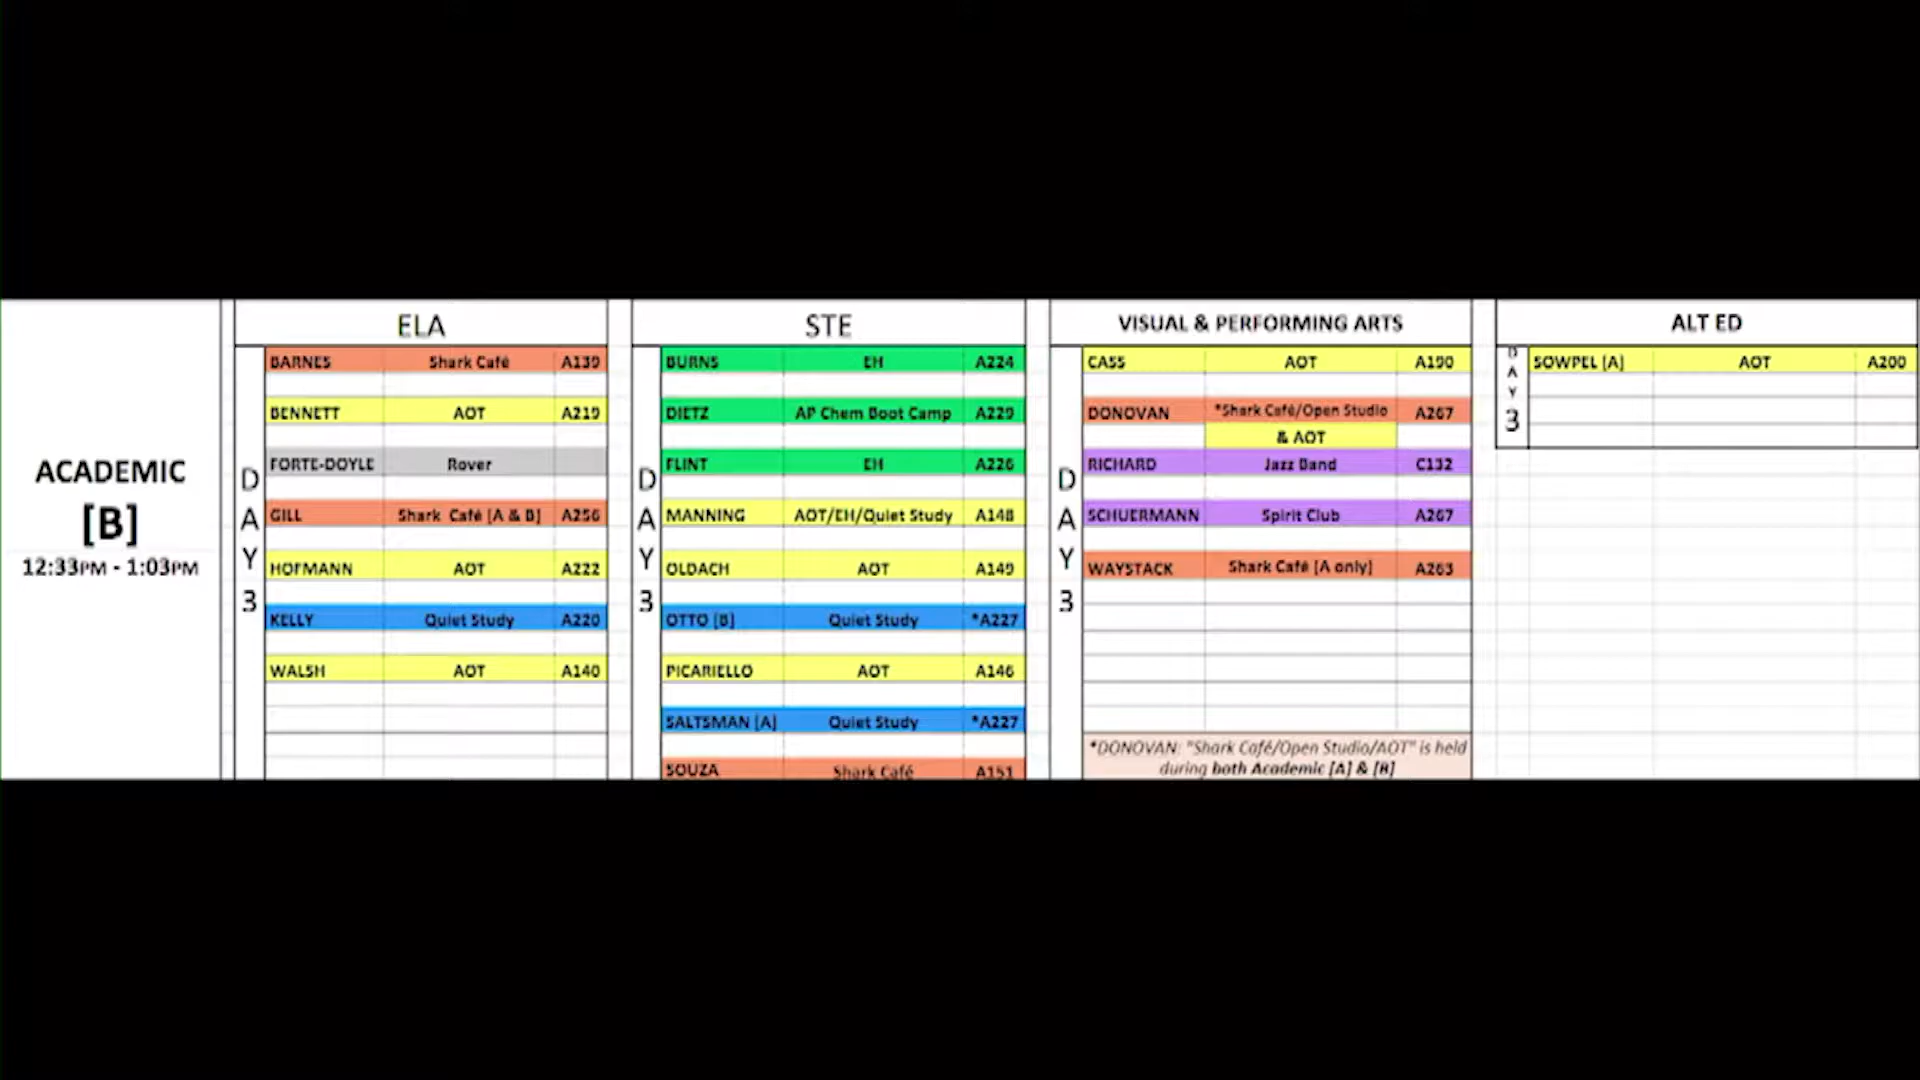 ACADEMIC
[B]
12:33PM - 1:03PM
ELA
DAY 3
BARNES Shark Café A139
BENNETT AOT A219
FORTE-DOYLE Rover
GILL Shark Café [A & B] A256
HOFMANN AOT A222
KELLY Quiet Study A220
WALSH AOT A140
STE
DAY 3
BURNS EH A224
DIETZ AP Chem Boot Camp A229
FLINT EH A226
MANNING AOT/EH/Quiet Study A148
OLDACH AOT A149
OTTO [B] Quiet Study *A227
PICARIELLO AOT A146
SALTSMAN [A] Quiet Study *A227
SOUZA Shark Café A151
VISUAL & PERFORMING ARTS
DAY 3
CASS AOT A190
DONOVAN *Shark Café/Open Studio A267
& AOT
RICHARD Jazz Band C132
SCHUERMANN Spirit Club A267
WAYSTACK Shark Café [A only] A263
*DONOVAN: "Shark Café/Open Studio/AOT" is held
during both Academic [A] & [B]
ALT ED
DAY 3
SOWPEL [A] AOT A200